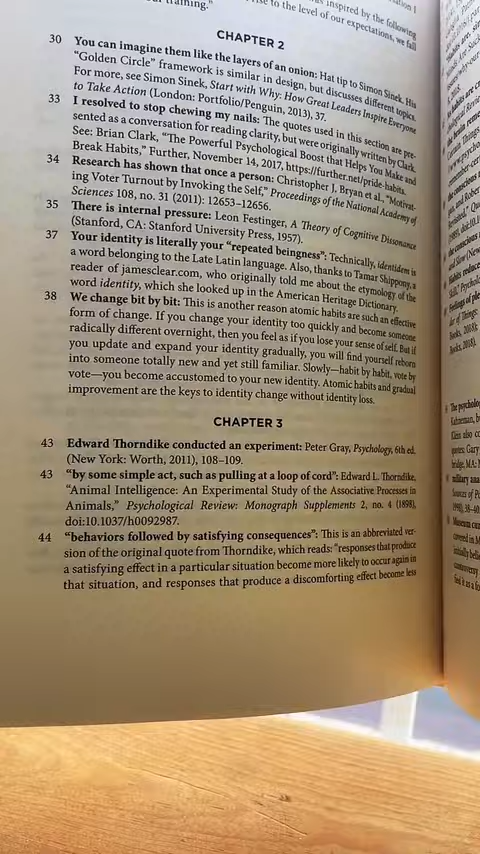 raining."
rise to the level of our expectations, we fall
inspired by the following
CHAPTER 2
30 You can imagine them like the layers of an onion: Hat tip to Simon Sinek. His
"Golden Circle" framework is similar in design, but discusses different topics.
For more, see Simon Sinek, Start with Why: How Great Leaders Inspire Everyone
to Take Action (London: Portfolio/Penguin, 2013), 37.
33 I resolved to stop chewing my nails: The quotes used in this section are pre-
sented as a conversation for reading clarity, but were originally written by Clark.
See: Brian Clark, "The Powerful Psychological Boost that Helps You Make and
Break Habits," Further, November 14, 2017, https://further.net/pride-habits.
34 Research has shown that once a person: Christopher J. Bryan et al., "Motivat-
ing Voter Turnout by Invoking the Self," Proceedings of the National Academy of
Sciences 108, no. 31 (2011): 12653–12656.
35 There is internal pressure: Leon Festinger, A Theory of Cognitive Dissonance
(Stanford, CA: Stanford University Press, 1957).
37 Your identity is literally your "repeated beingness": Technically, identidem is
a word belonging to the Late Latin language. Also, thanks to Tamar Shippony, a
reader of jamesclear.com, who originally told me about the etymology of the
word identity, which she looked up in the American Heritage Dictionary.
38 We change bit by bit: This is another reason atomic habits are such an effective
form of change. If you change your identity too quickly and become someone
radically different overnight, then you feel as if you lose your sense of self. But if
you update and expand your identity gradually, you will find yourself reborn
into someone totally new and yet still familiar. Slowly—habit by habit, vote by
vote—you become accustomed to your new identity. Atomic habits and gradual
improvement are the keys to identity change without identity loss.
CHAPTER 3
43 Edward Thorndike conducted an experiment: Peter Gray, Psychology, 6th ed.
(New York: Worth, 2011), 108–109.
43 "by some simple act, such as pulling at a loop of cord": Edward L. Thorndike,
"Animal Intelligence: An Experimental Study of the Associative Processes in
Animals," Psychological Review: Monograph Supplements 2, no. 4 (1898),
doi:10.1037/h0092987.
44 "behaviors followed by satisfying consequences": This is an abbreviated ver-
sion of the original quote from Thorndike, which reads: "responses that produce
a satisfying effect in a particular situation become more likely to occur again in
that situation, and responses that produce a discomforting effect become less